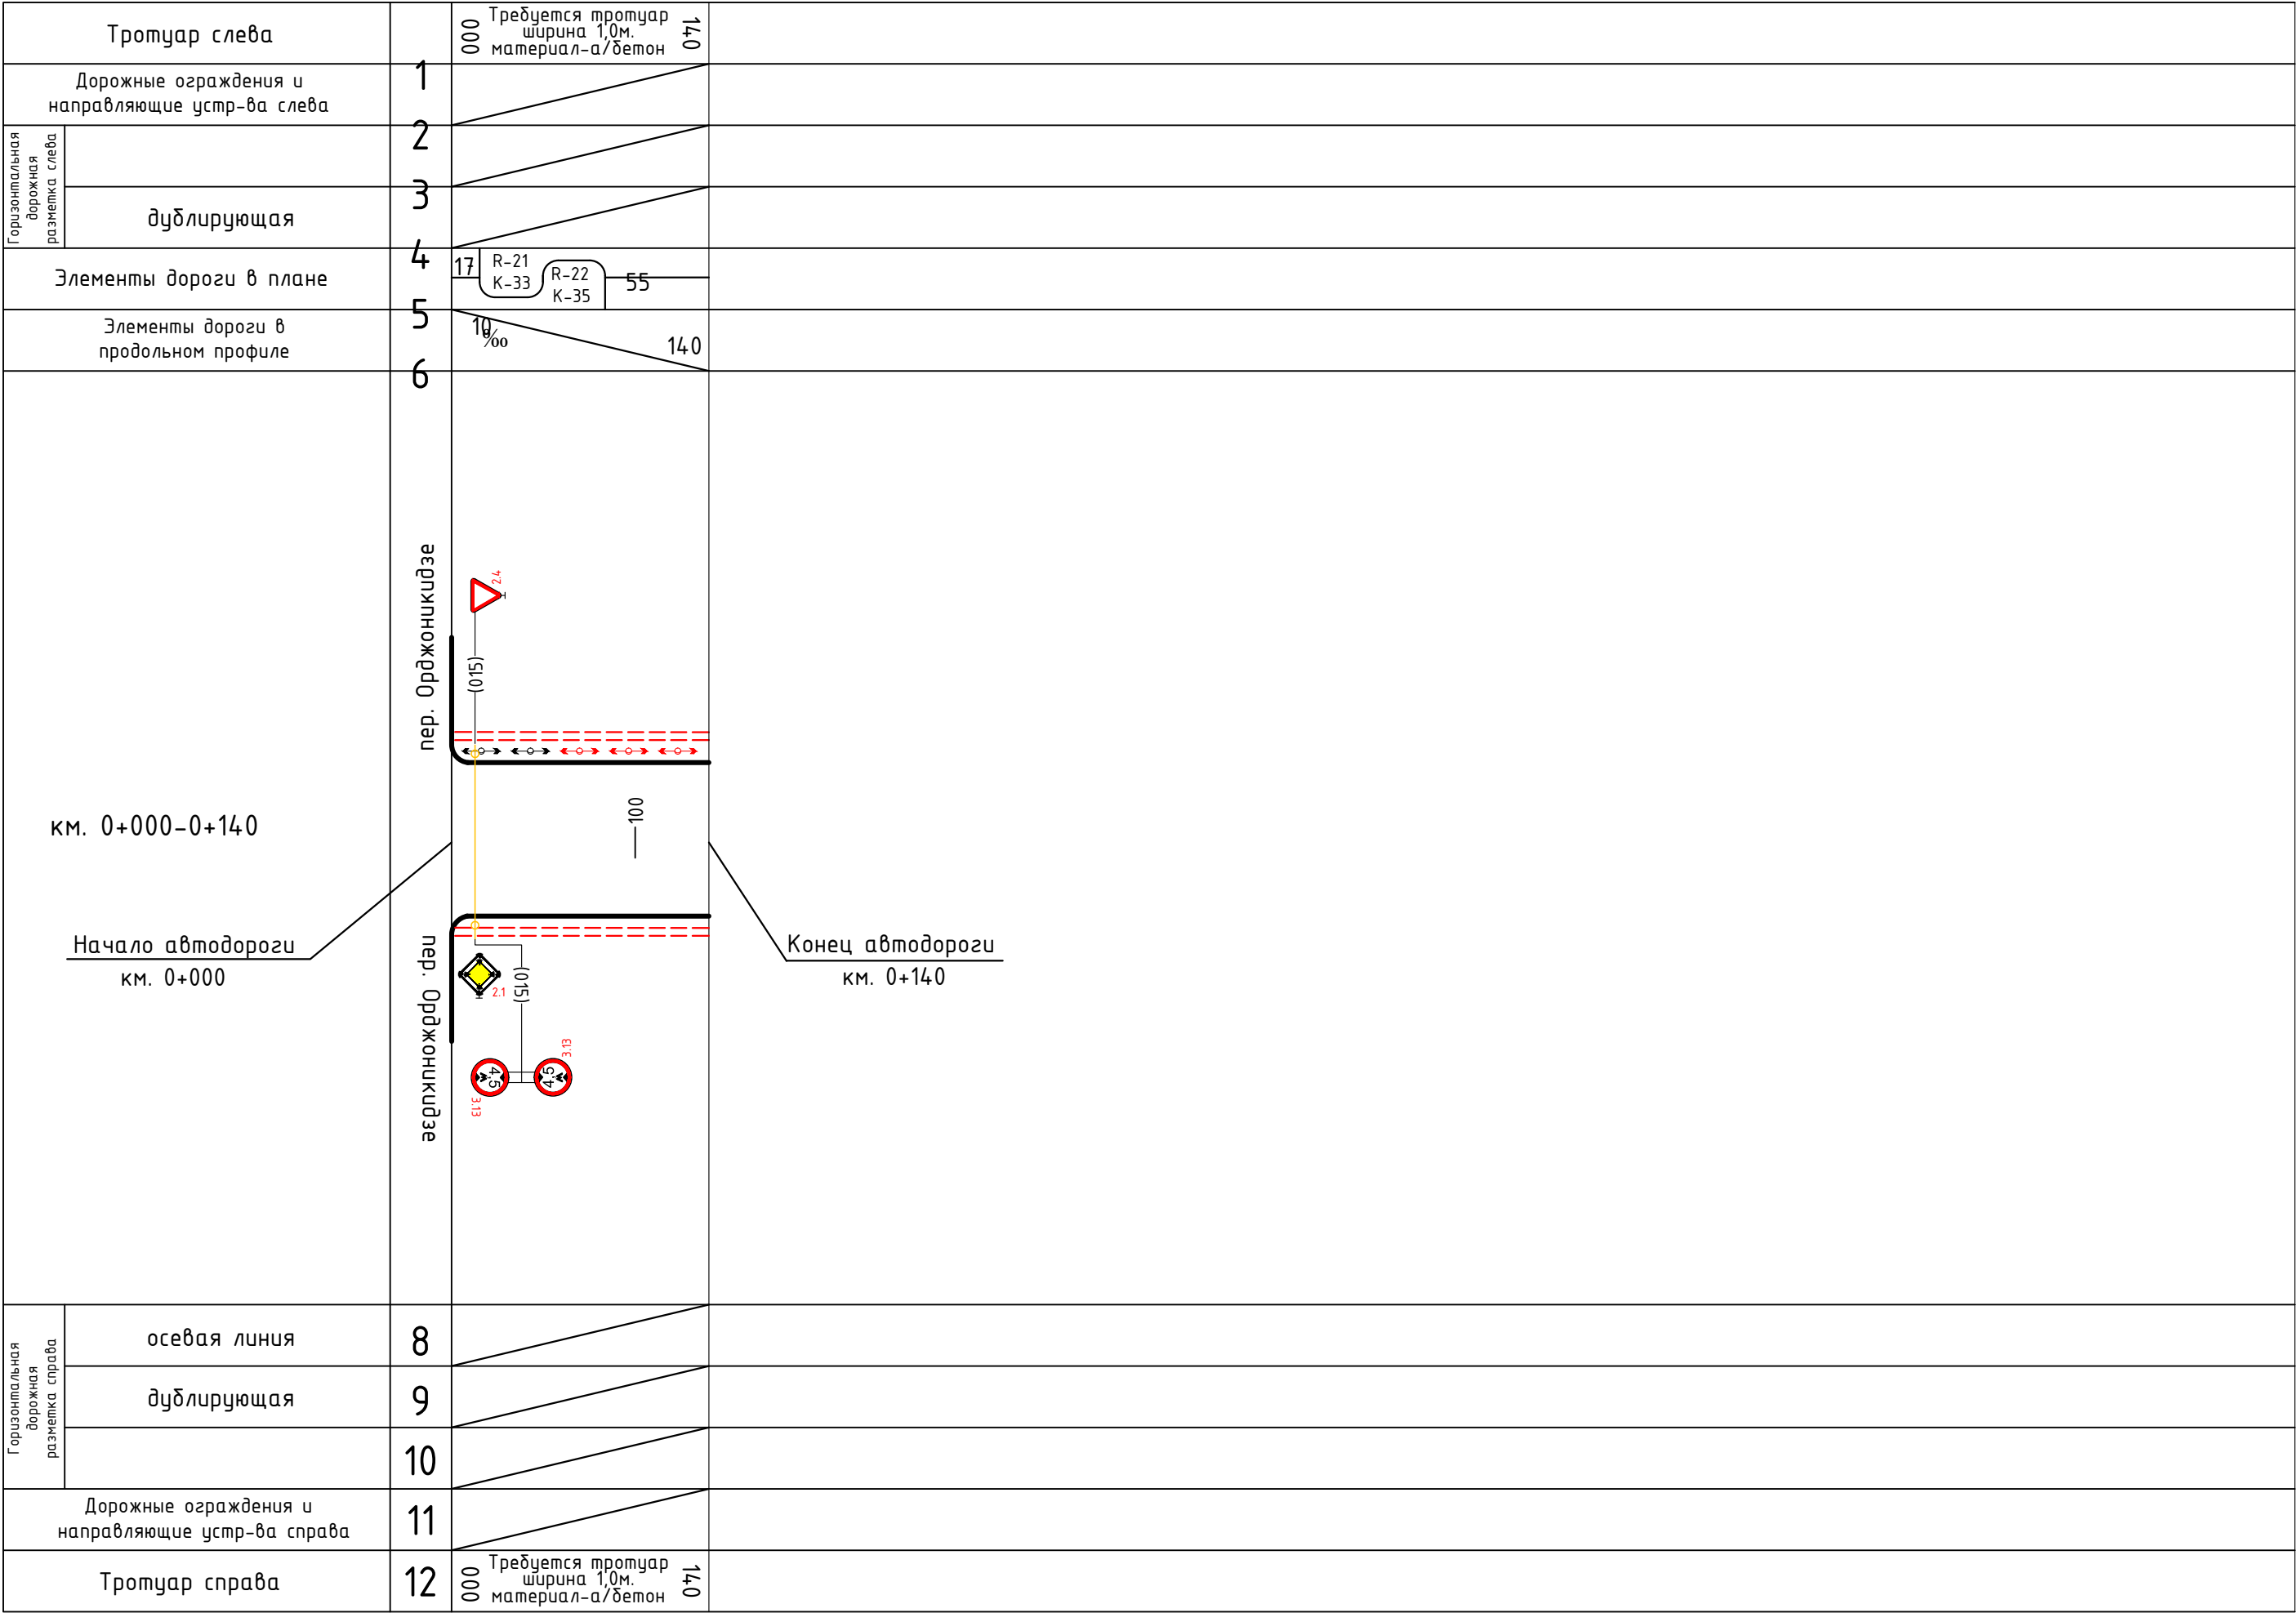 Тротуар слева
000
Требуется тротуар
ширина 1,0м.
материал-а/бетон
140
1
Дорожные ограждения и
направляющие устр-ва слева
2
Горизонтальная
дорожная
разметка слева
3
дублирующая
4
Элементы дороги в плане
17
R-21
К-33
R-22
К-35
55
5
Элементы дороги в
продольном профиле
10
‰
140
6
пер. Орджоникидзе
2.4
(015)
100
км. 0+000-0+140
Начало автодороги
км. 0+000
Конец автодороги
км. 0+140
пер. Орджоникидзе
2.1
(015)
3.13
4.5
4.5
3.13
Горизонтальная
дорожная
разметка справа
осевая линия
8
дублирующая
9
10
Дорожные ограждения и
направляющие устр-ва справа
11
Тротуар справа
12
000
Требуется тротуар
ширина 1,0м.
материал-а/бетон
140